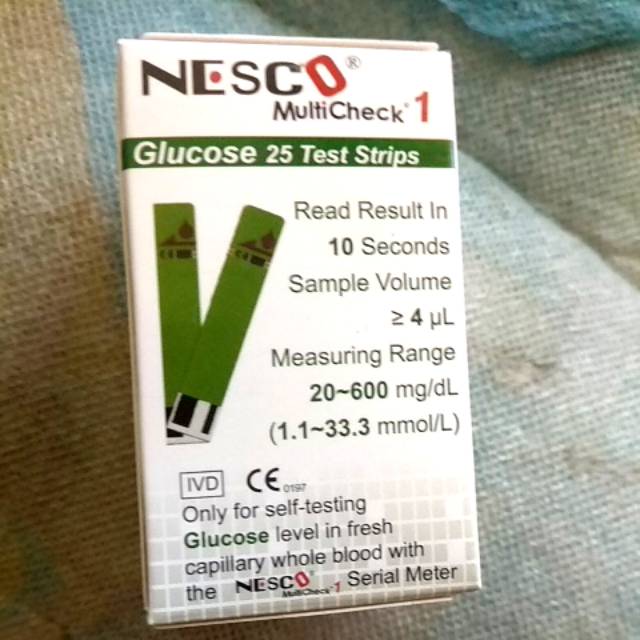 NESCO®
MultiCheck® 1
Glucose 25 Test Strips
Read Result In
10 Seconds
Sample Volume
≥ 4 µL
Measuring Range
20~600 mg/dL
(1.1~33.3 mmol/L)
IVD CE 0197
Only for self-testing
Glucose level in fresh
capillary whole blood with
the NESCO® MultiCheck® 1 Serial Meter